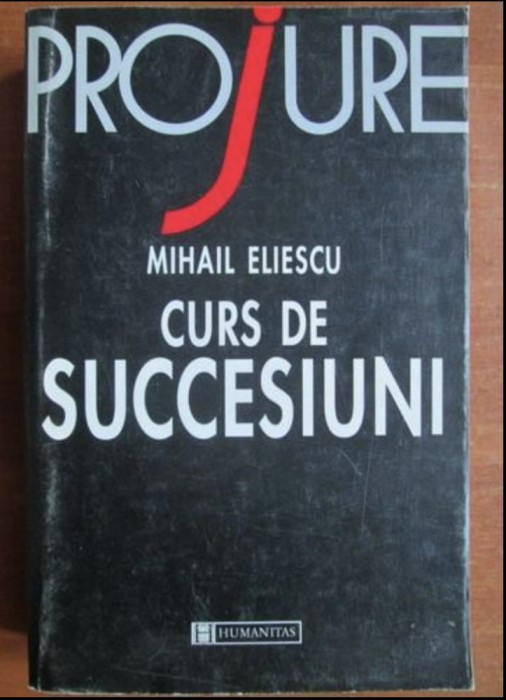 PROjURE
MIHAIL ELIESCU
CURS DE
SUCCESIUNI
HUMANITAS